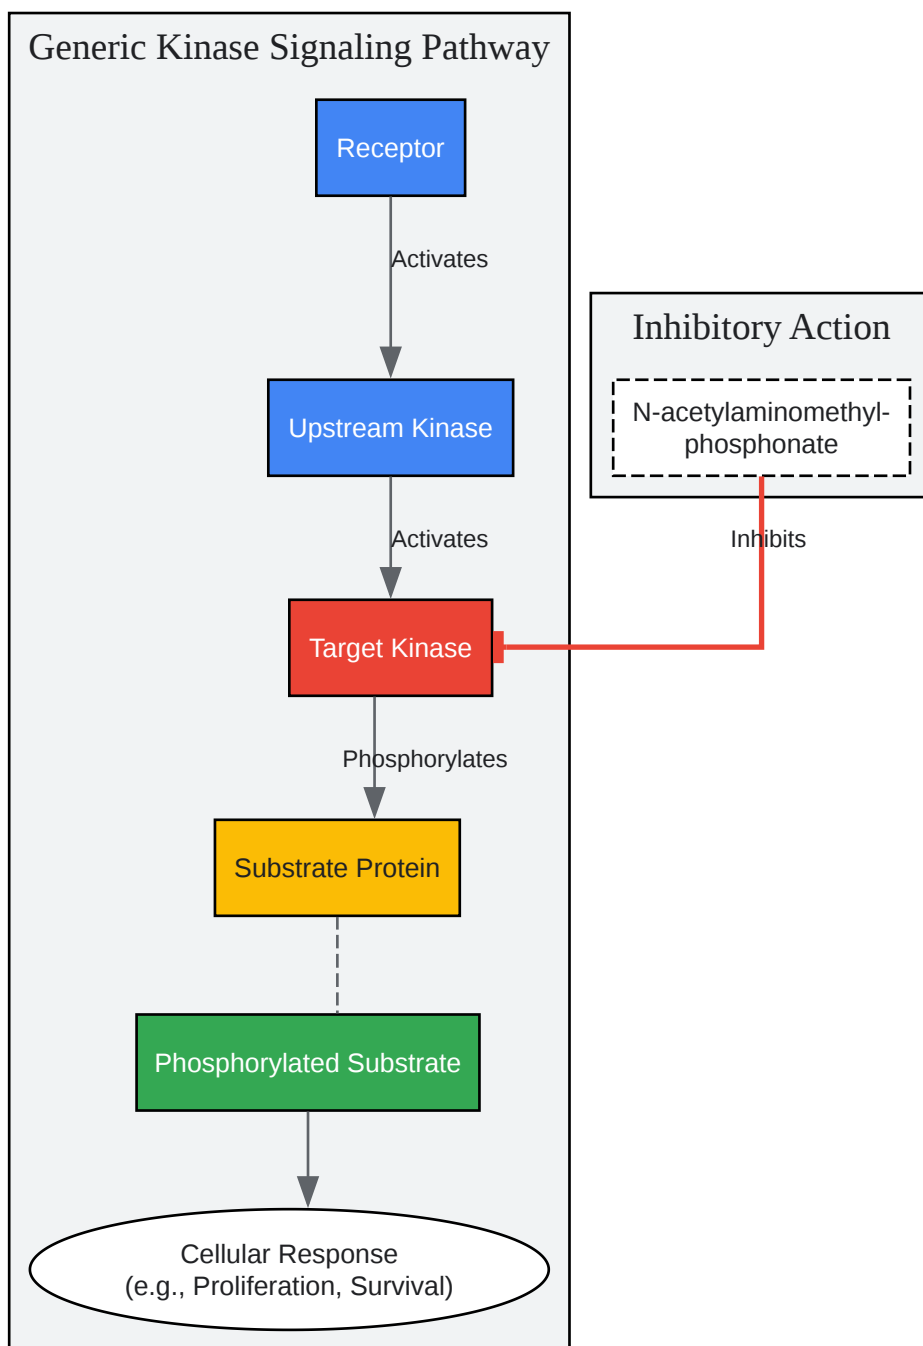 Generic Kinase Signaling Pathway
Receptor
Activates
Inhibitory Action
N-acetylaminomethyl-
phosphonate
Upstream Kinase
Activates
Inhibits
Target Kinase
Phosphorylates
Substrate Protein
Phosphorylated Substrate
Cellular Response
(e.g., Proliferation, Survival)